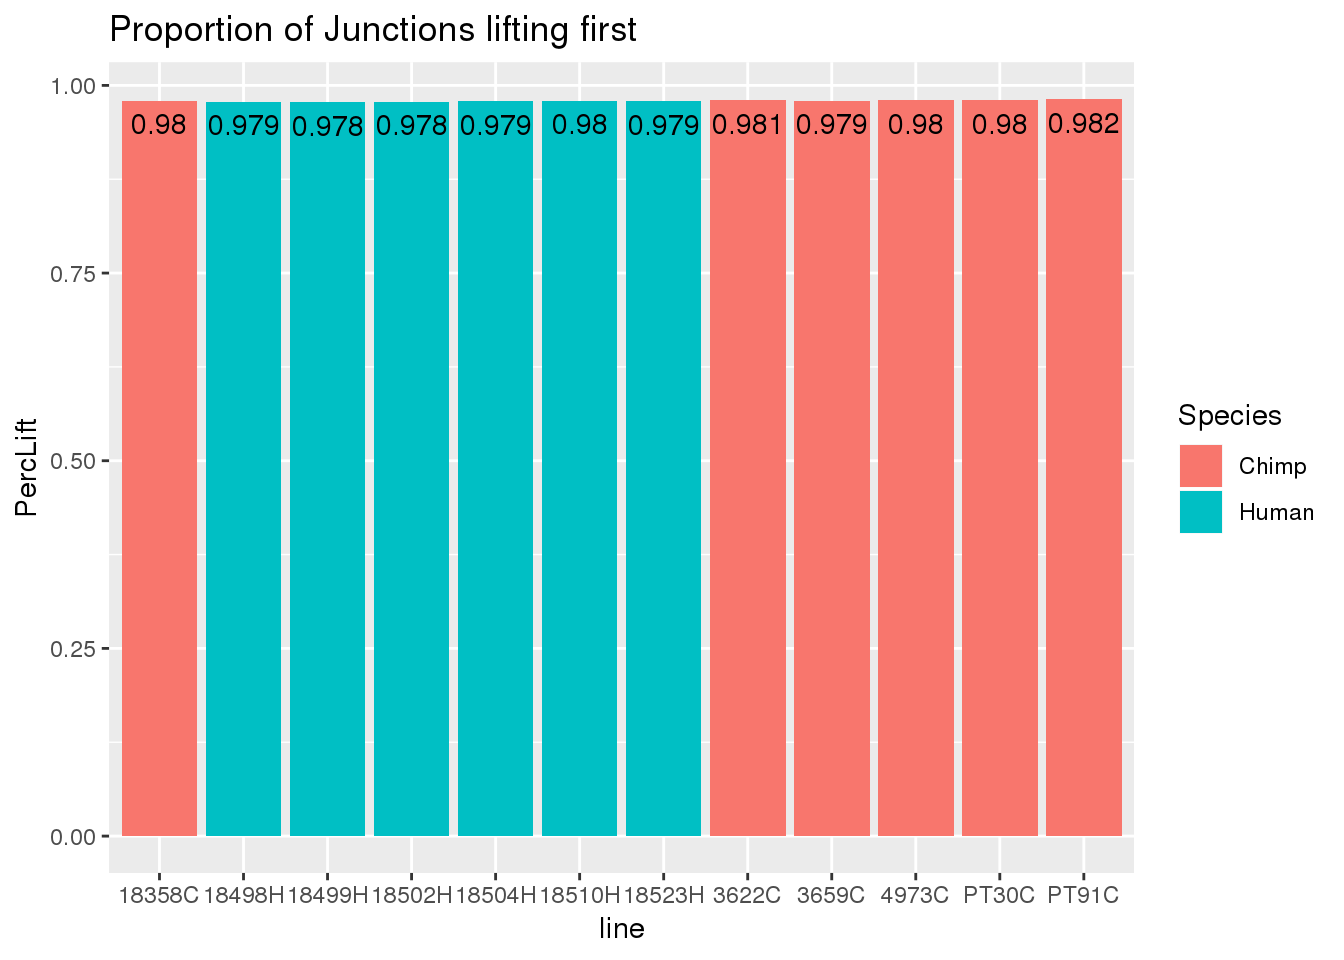 Proportion of Junctions lifting first
1.00
0.75
0.50
0.25
0.00
PercLift
0.98 0.979 0.978 0.978 0.979 0.98 0.979 0.981 0.979 0.98 0.98 0.982
18358C 18498H 18499H 18502H 18504H 18510H 18523H 3622C 3659C 4973C PT30C PT91C
line
Species
Chimp
Human